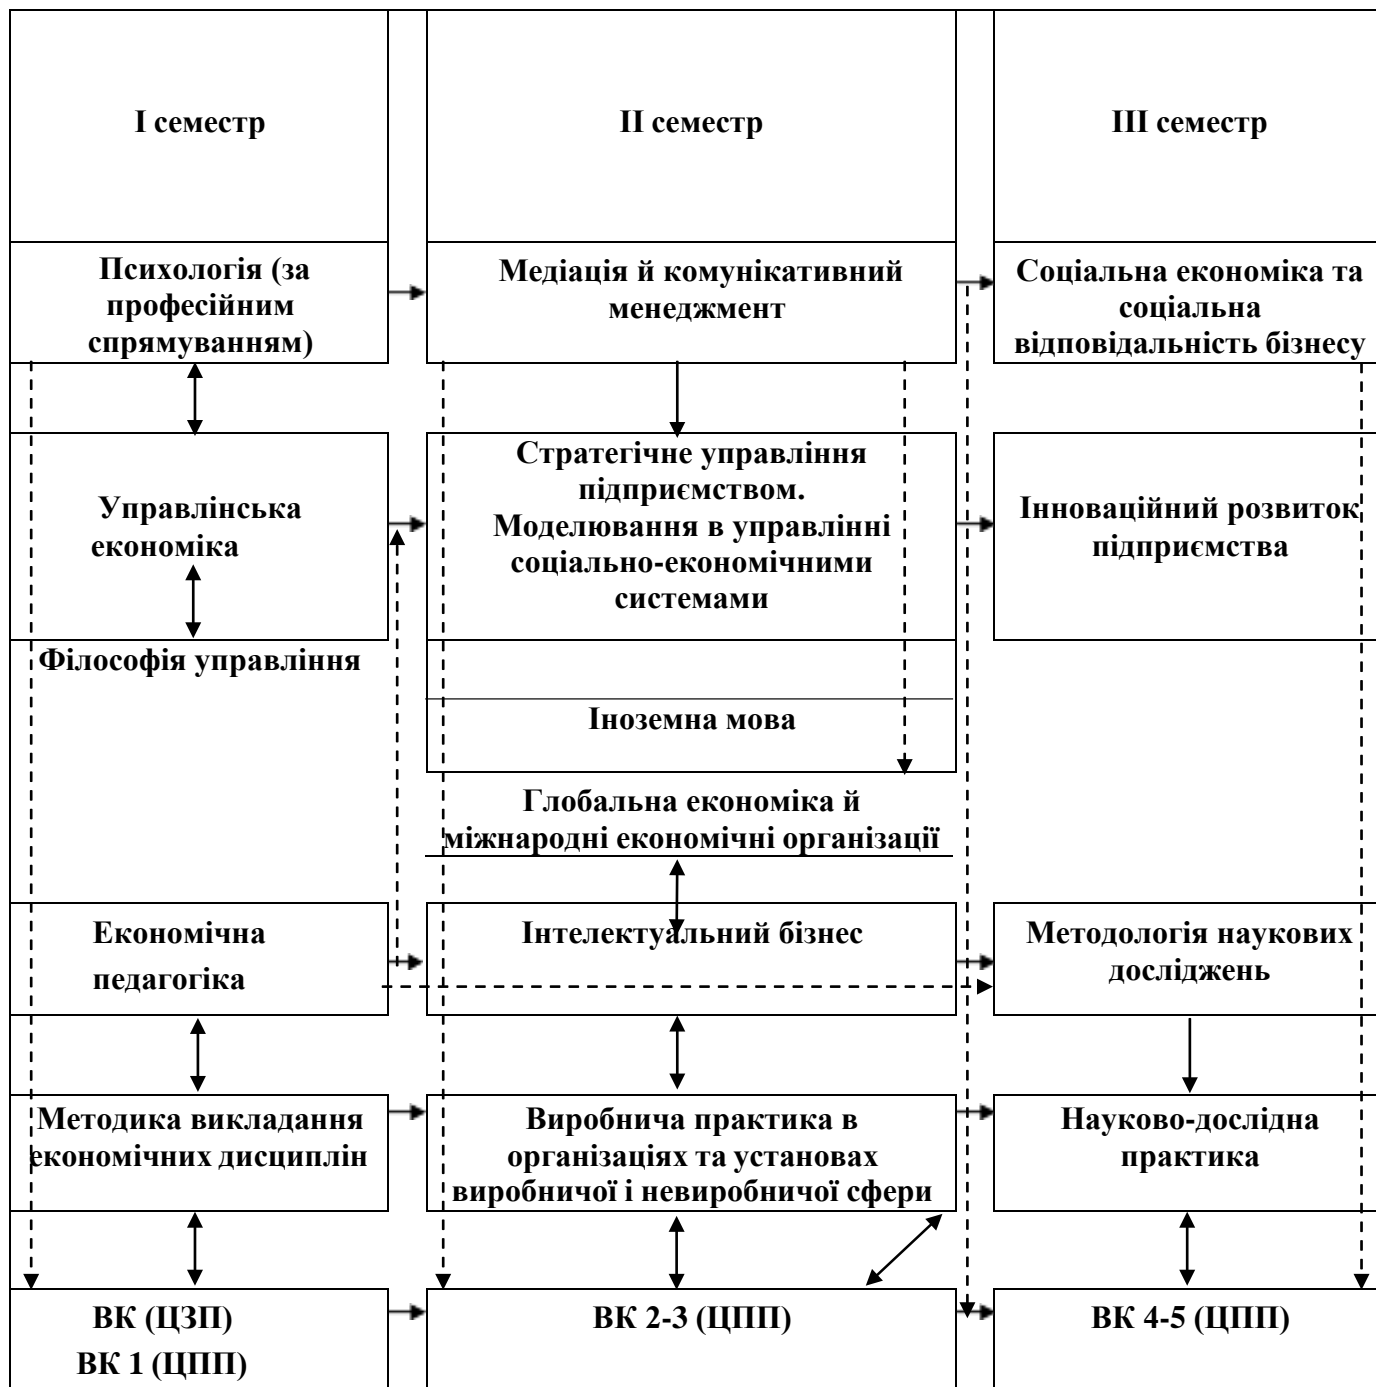 І семестр
ІІ семестр
ІІІ семестр
Психологія (за
професійним
спрямуванням)
Медіація й комунікативний
менеджмент
Соціальна економіка та
соціальна
відповідальність бізнесу
Управлінська
економіка
Стратегічне управління
підприємством.
Моделювання в управлінні
соціально-економічними
системами
Інноваційний розвиток
підприємства
Філософія управління
Іноземна мова
Глобальна економіка й
міжнародні економічні організації
Економічна
педагогіка
Інтелектуальний бізнес
Методологія наукових
досліджень
Методика викладання
економічних дисциплін
Виробнича практика в
організаціях та установах
виробничої і невиробничої сфери
Науково-дослідна
практика
ВК (ЦЗП)
ВК 1 (ЦПП)
ВК 2-3 (ЦПП)
ВК 4-5 (ЦПП)